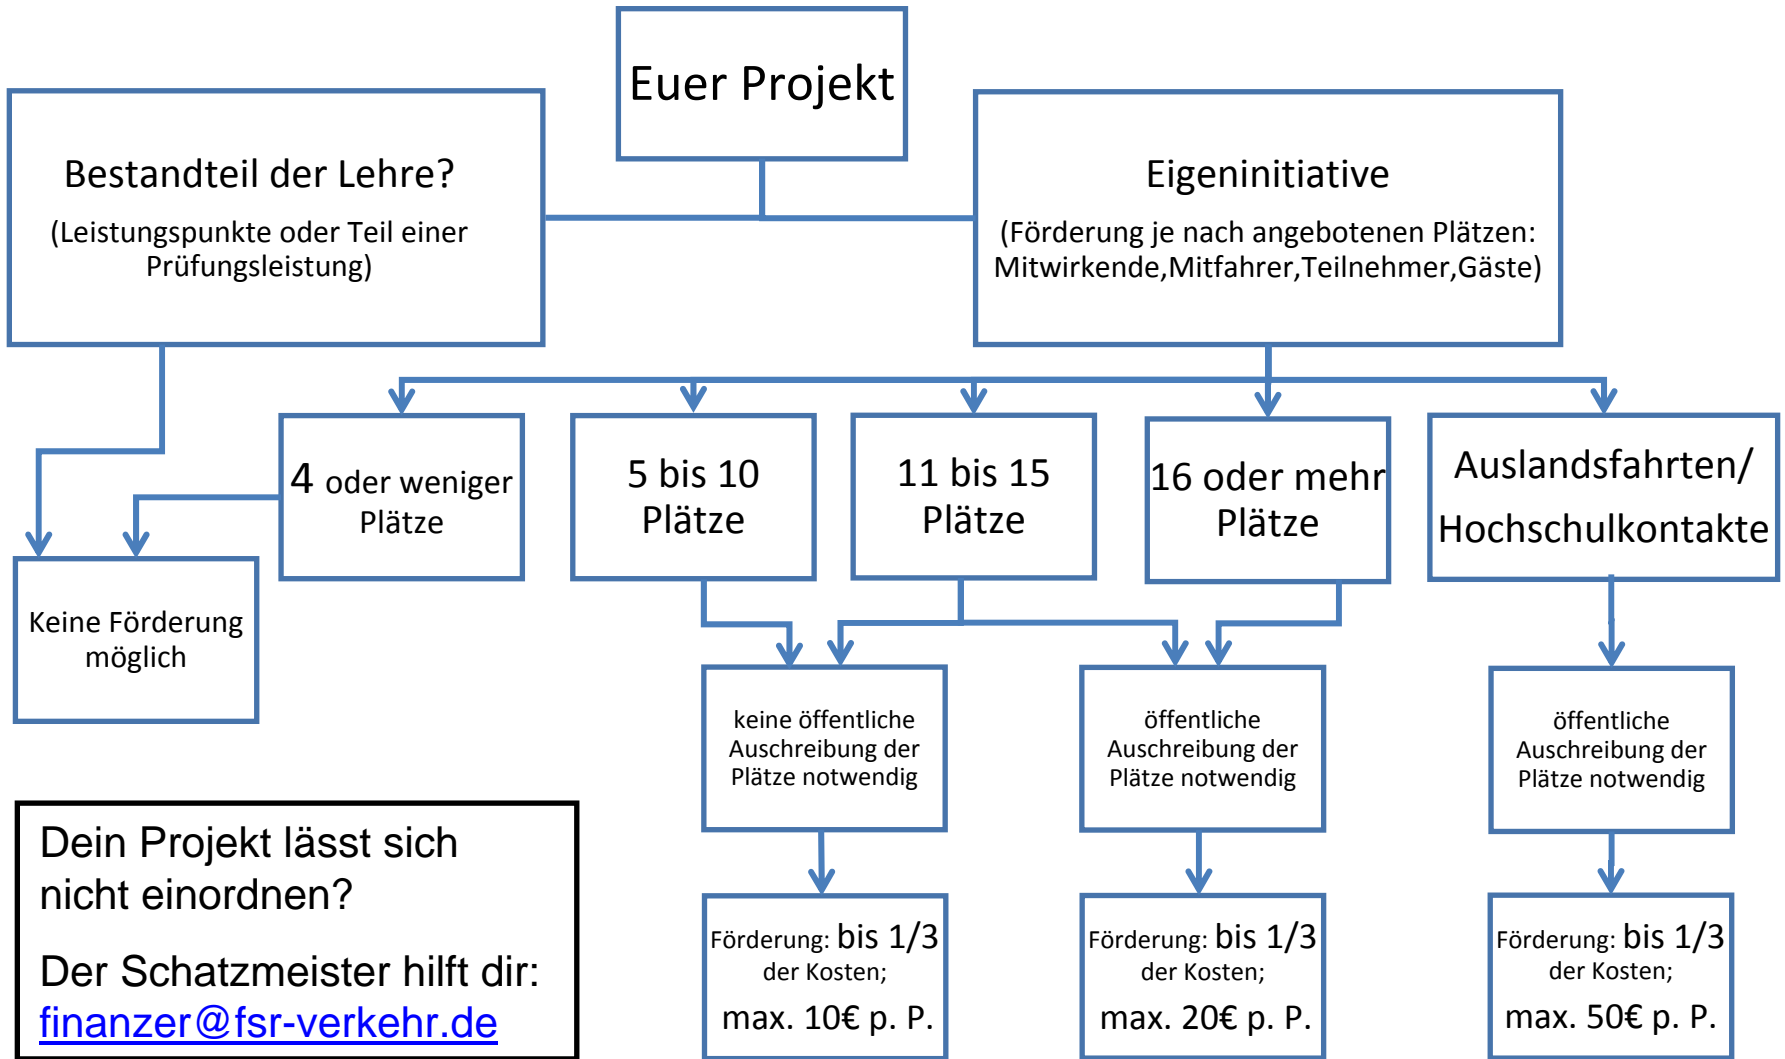 Euer Projekt
Bestandteil der Lehre?
(Leistungspunkte oder Teil einer
Prüfungsleistung)
Eigeninitiative
(Förderung je nach angebotenen Plätzen:
Mitwirkende,Mitfahrer,Teilnehmer,Gäste)
4 oder weniger
Plätze
5 bis 10
Plätze
11 bis 15
Plätze
16 oder mehr
Plätze
Auslandsfahrten/
Hochschulkontakte
Keine Förderung
möglich
keine öffentliche
Auschreibung der
Plätze notwendig
öffentliche
Auschreibung der
Plätze notwendig
öffentliche
Auschreibung der
Plätze notwendig
Förderung: bis 1/3
der Kosten;
max. 10€ p. P.
Förderung: bis 1/3
der Kosten;
max. 20€ p. P.
Förderung: bis 1/3
der Kosten;
max. 50€ p. P.
Dein Projekt lässt sich
nicht einordnen?
Der Schatzmeister hilft dir:
finanzer@fsr-verkehr.de